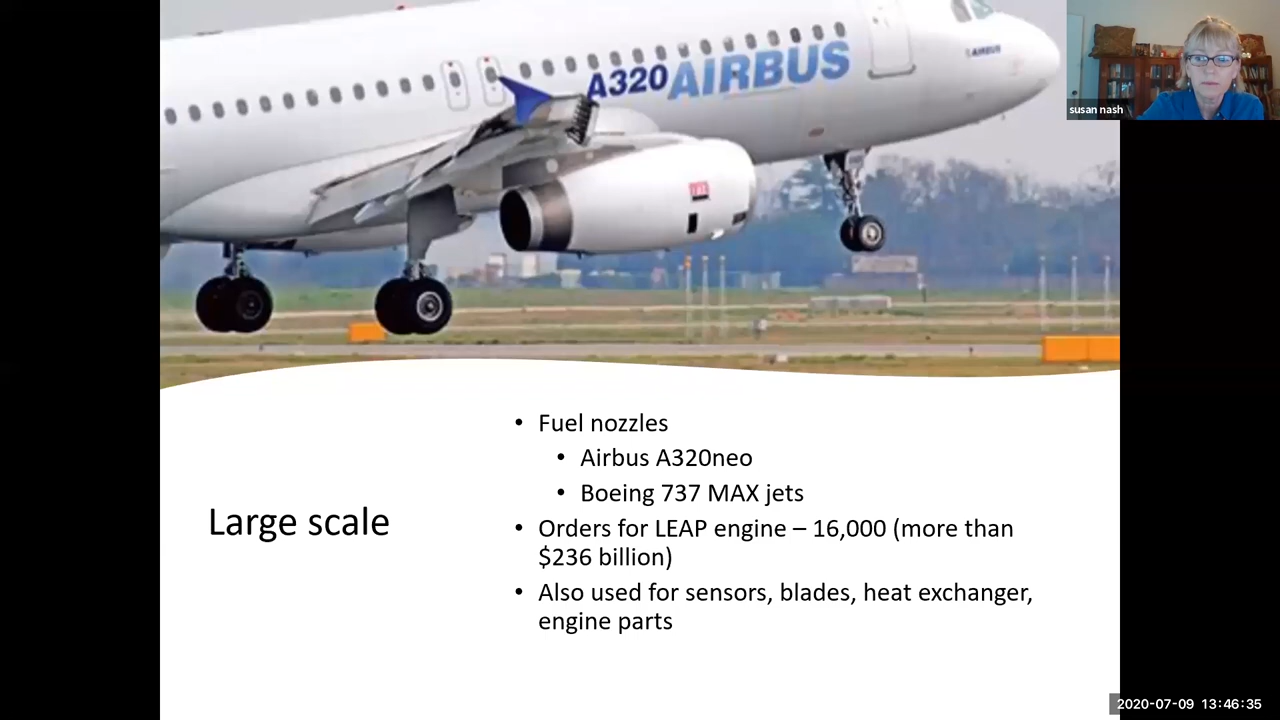 A320 AIRBUS
AIRBUS
susan nash
Large scale
• Fuel nozzles
• Airbus A320neo
• Boeing 737 MAX jets
• Orders for LEAP engine – 16,000 (more than
$236 billion)
• Also used for sensors, blades, heat exchanger,
engine parts
2020-07-09 13:46:35